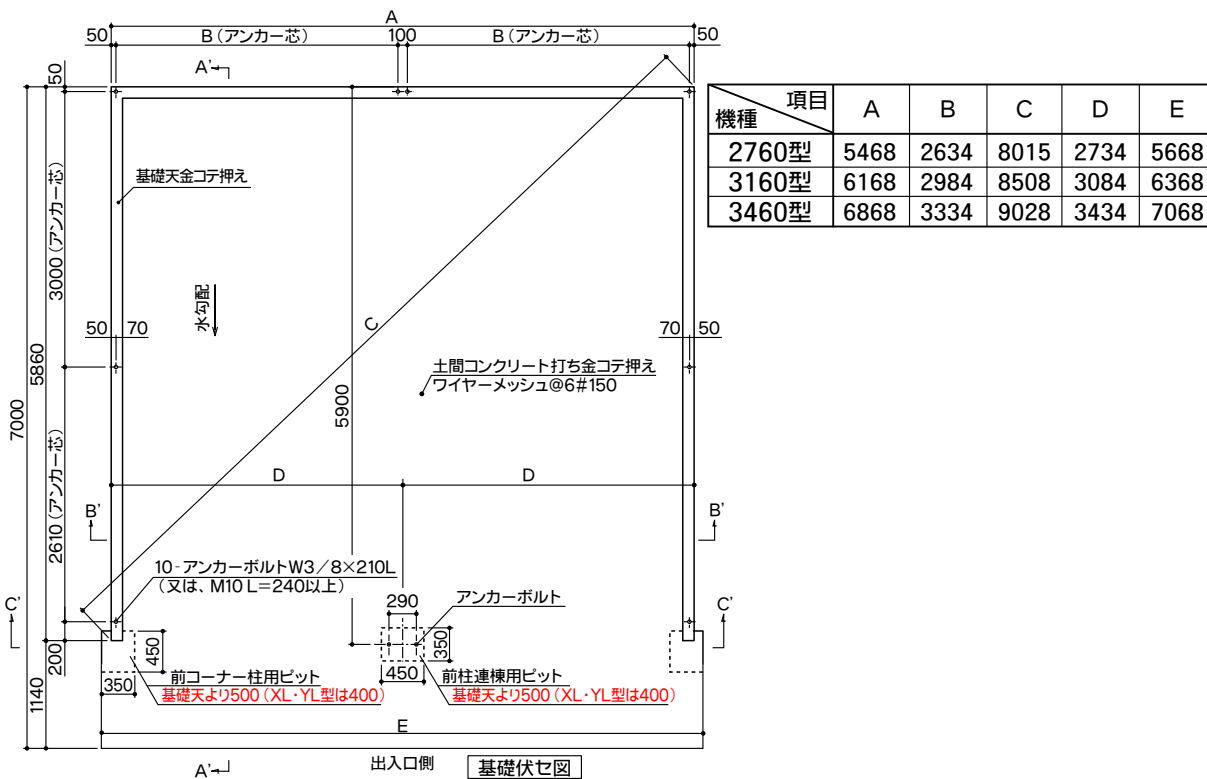 A
50
B（アンカー芯）
100
B（アンカー芯）
50
A'
50
項目
機種
A
B
C
D
E
2760型 5468 2634 8015 2734 5668
3160型 6168 2984 8508 3084 6368
3460型 6868 3334 9028 3434 7068
基礎天金コテ押え
3000（アンカー芯）
水勾配
C
50 70
70 50
土間コンクリート打ち金コテ押え
ワイヤーメッシュ@6#150
5860
7000
5900
2610（アンカー芯）
D
D
B'
B'
10-アンカーボルトW3／8×210L
（又は、M10 L=240以上）
290
アンカーボルト
C'
C'
450
350
200
350
前コーナー柱用ピット
基礎天より500（XL・YL型は400）
450
前柱連棟用ピット
基礎天より500（XL・YL型は400）
1140
E
A'
出入口側
基礎伏セ図